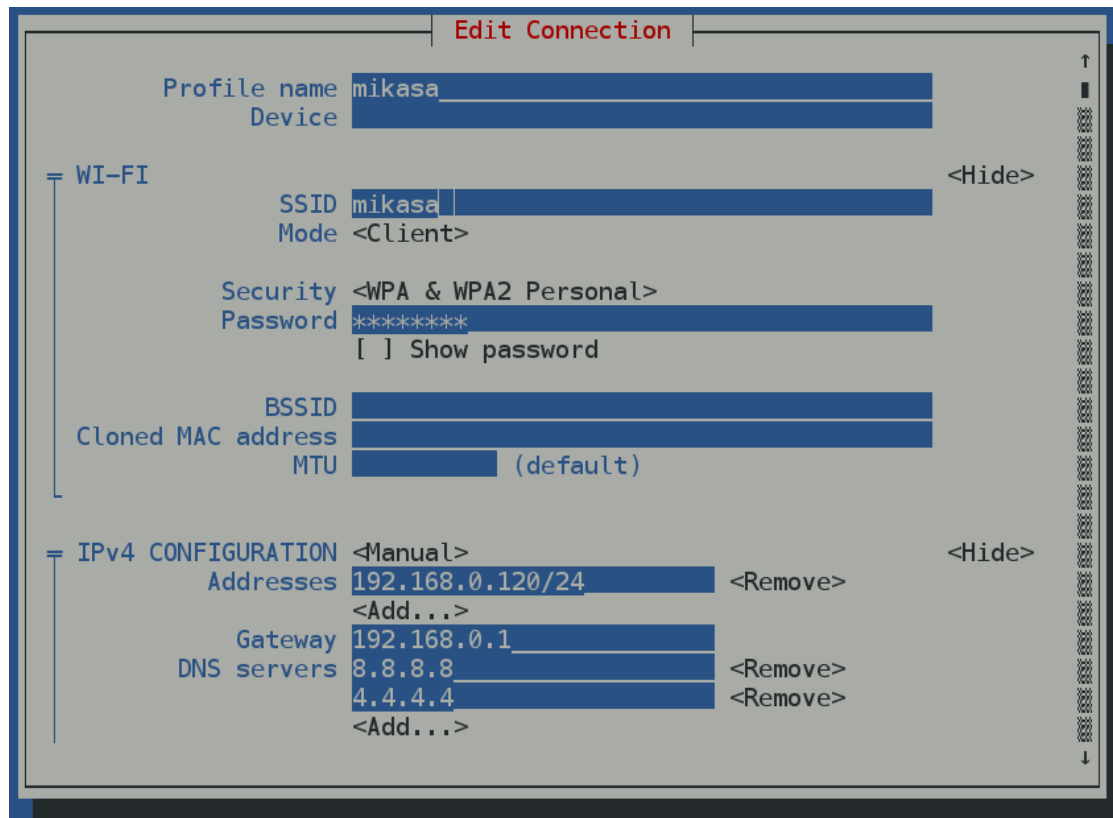 Edit Connection
Profile name mikasa
Device
WI-FI <Hide>
SSID mikasa
Mode <Client>
Security <WPA & WPA2 Personal>
Password ********
[ ] Show password
BSSID
Cloned MAC address
MTU (default)
IPv4 CONFIGURATION <Manual> <Hide>
Addresses 192.168.0.120/24 <Remove>
<Add...>
Gateway 192.168.0.1
DNS servers 8.8.8.8 <Remove>
4.4.4.4 <Remove>
<Add...>